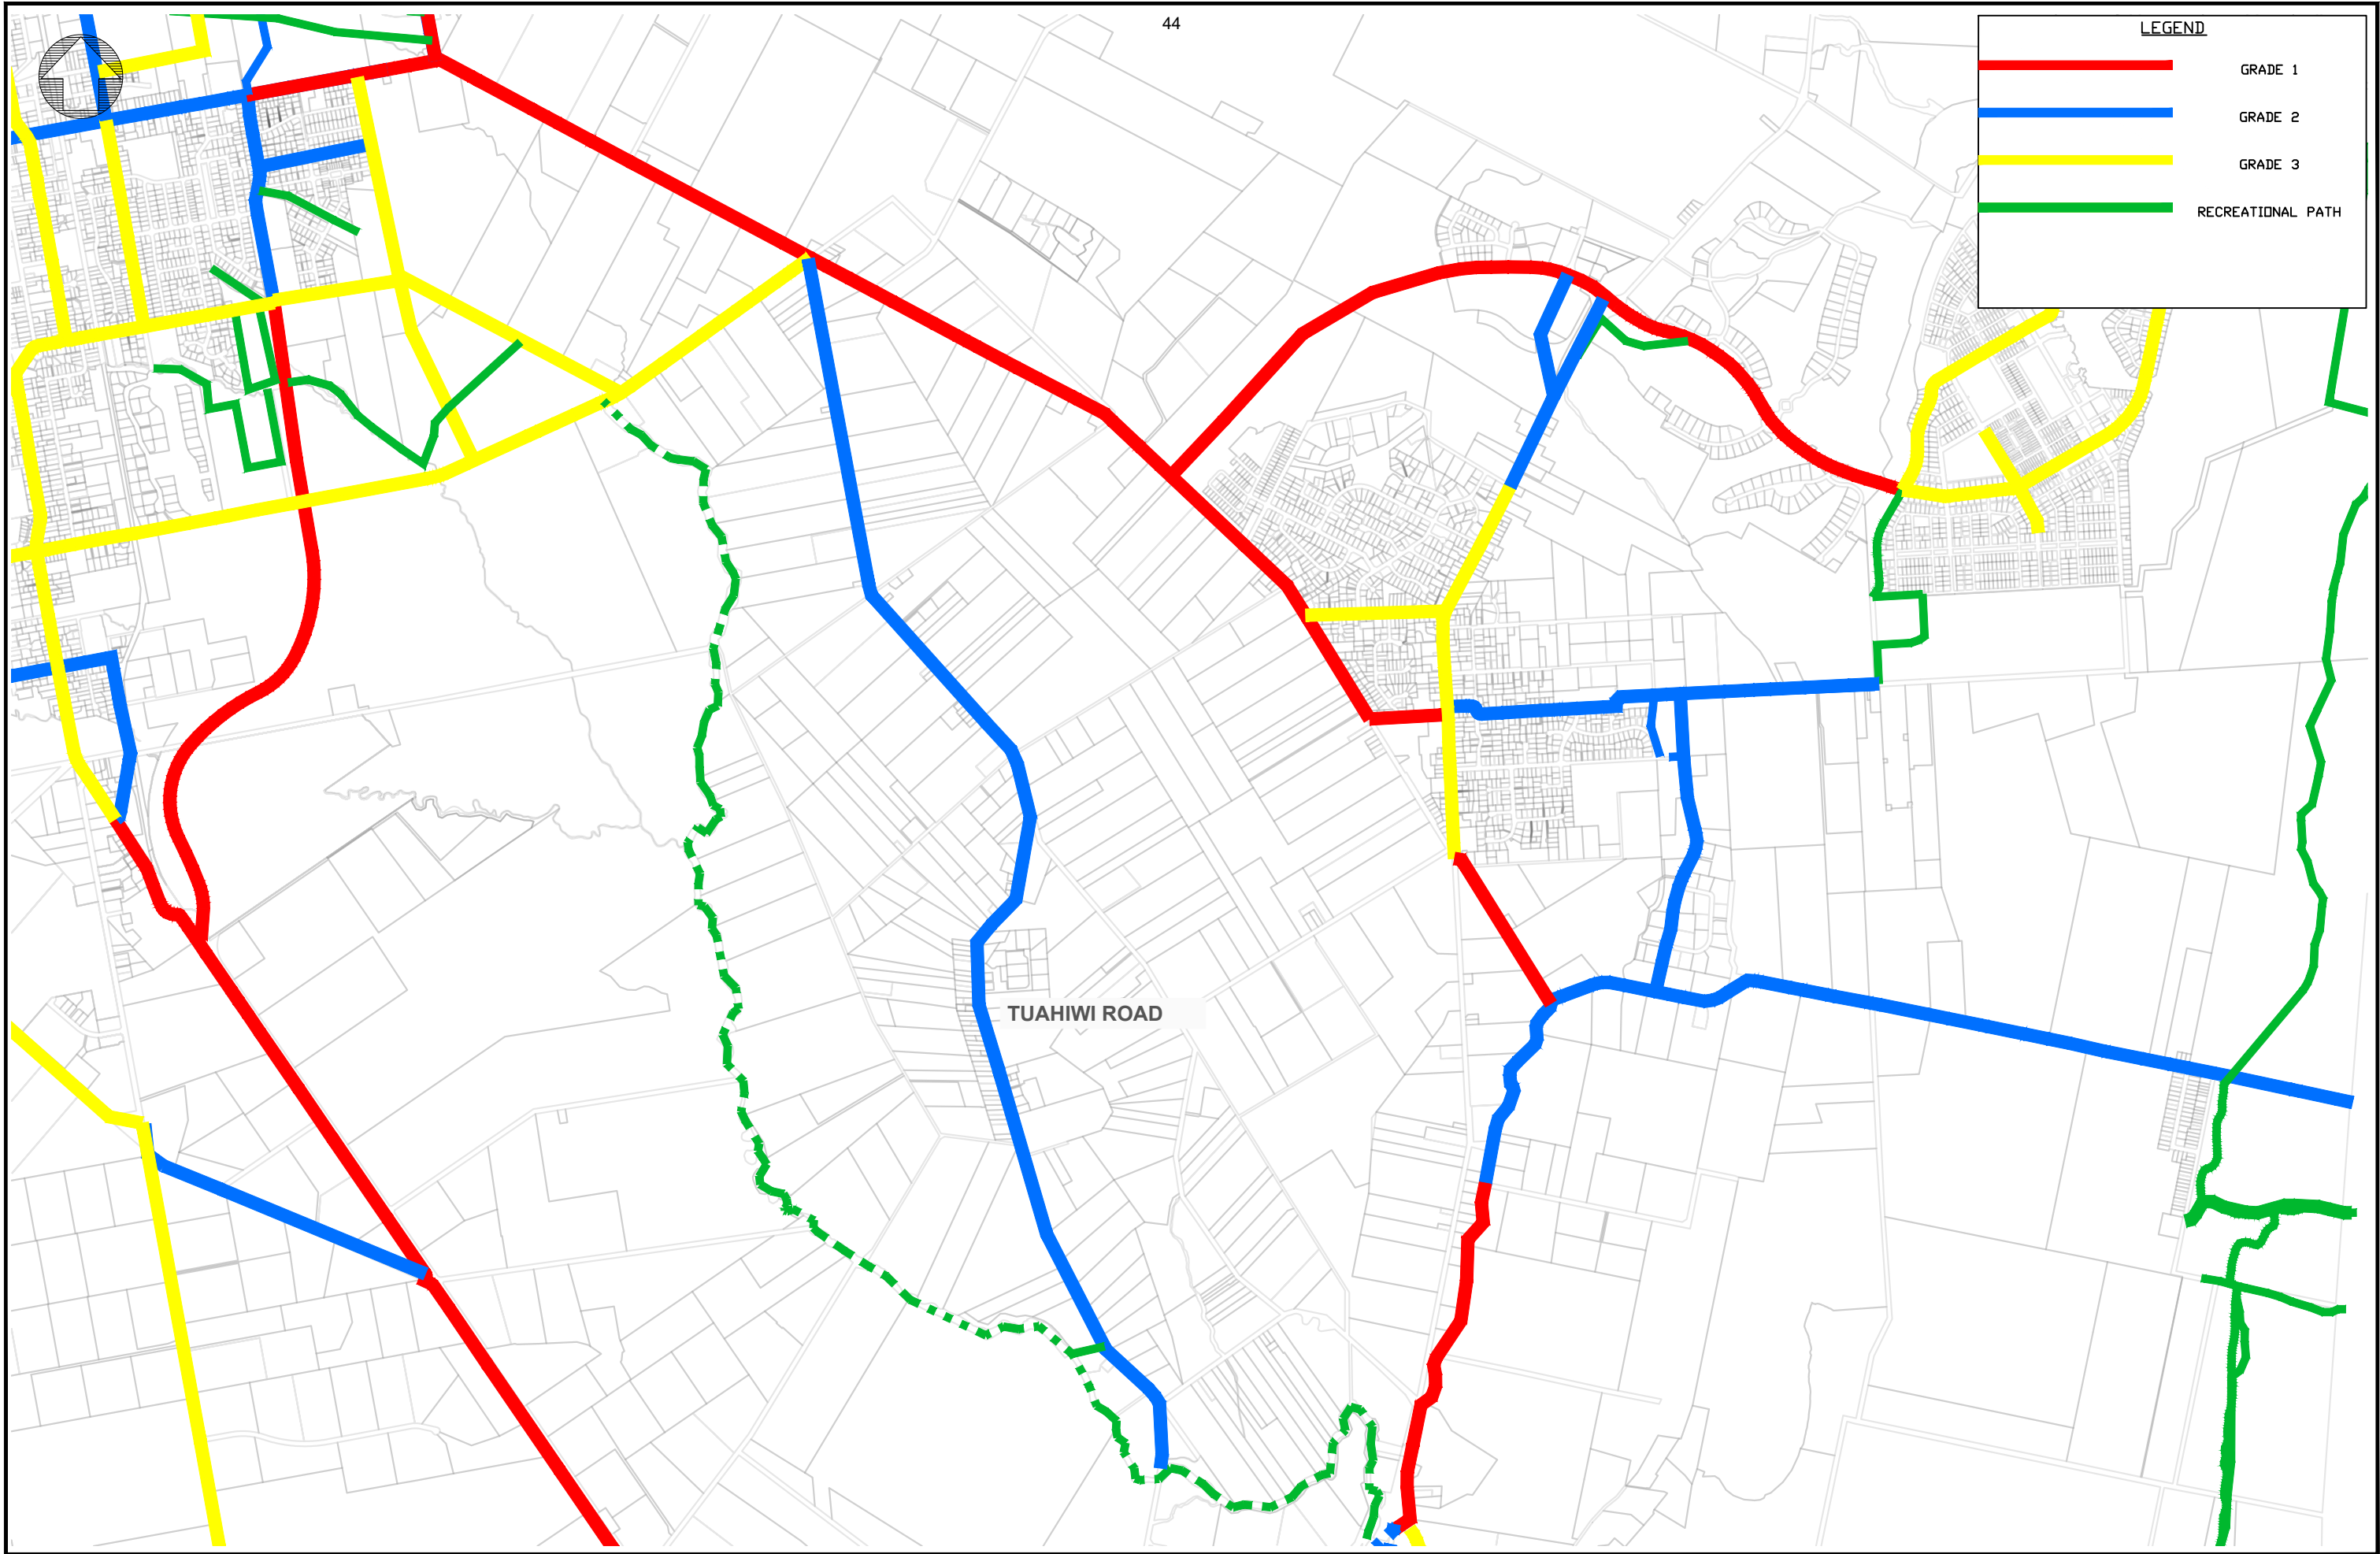 44
LEGEND
GRADE 1
GRADE 2
GRADE 3
RECREATIONAL PATH
TUAHIWI ROAD